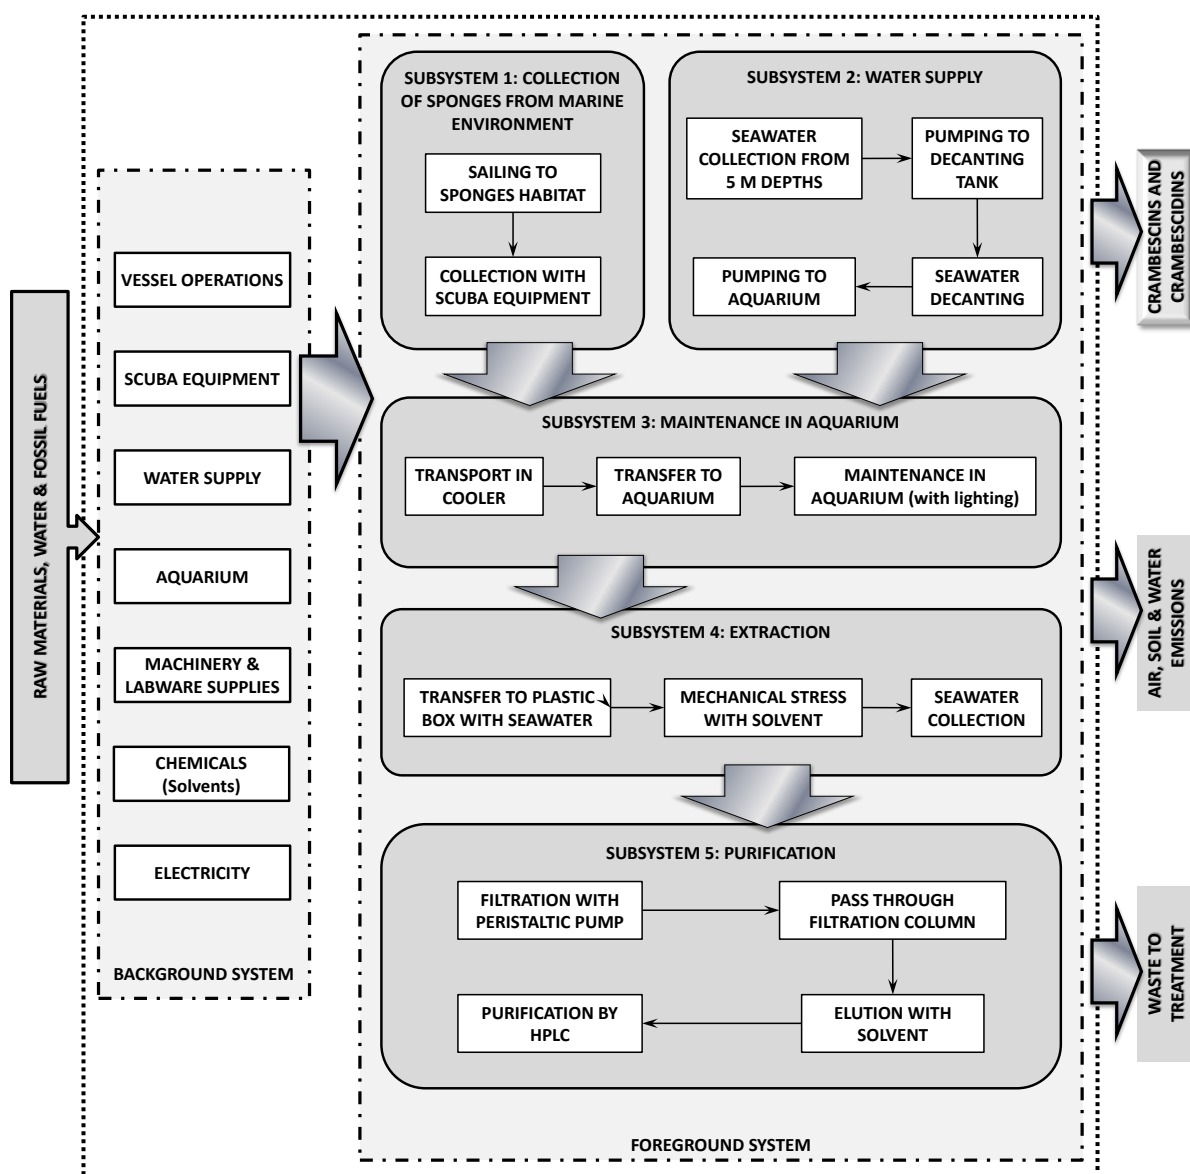 RAW MATERIALS, WATER & FOSSIL FUELS
VESSEL OPERATIONS
SCUBA EQUIPMENT
WATER SUPPLY
AQUARIUM
MACHINERY &
LABWARE SUPPLIES
CHEMICALS
(Solvents)
ELECTRICITY
BACKGROUND SYSTEM
SUBSYSTEM 1: COLLECTION
OF SPONGES FROM MARINE
ENVIRONMENT
SAILING TO
SPONGES HABITAT
COLLECTION WITH
SCUBA EQUIPMENT
SUBSYSTEM 2: WATER SUPPLY
SEAWATER
COLLECTION FROM
5 M DEPTHS
PUMPING TO
DECANTING
TANK
PUMPING TO
AQUARIUM
SEAWATER
DECANTING
SUBSYSTEM 3: MAINTENANCE IN AQUARIUM
TRANSPORT IN
COOLER
TRANSFER TO
AQUARIUM
MAINTENANCE IN
AQUARIUM (with lighting)
SUBSYSTEM 4: EXTRACTION
TRANSFER TO PLASTIC
BOX WITH SEAWATER
MECHANICAL STRESS
WITH SOLVENT
SEAWATER
COLLECTION
SUBSYSTEM 5: PURIFICATION
FILTRATION WITH
PERISTALTIC PUMP
PASS THROUGH
FILTRATION COLUMN
PURIFICATION BY
HPLC
ELUTION WITH
SOLVENT
FOREGROUND SYSTEM
CRAMBESCINS AND
CRAMBESCIDINS
AIR, SOIL & WATER
EMISSIONS
WASTE TO
TREATMENT